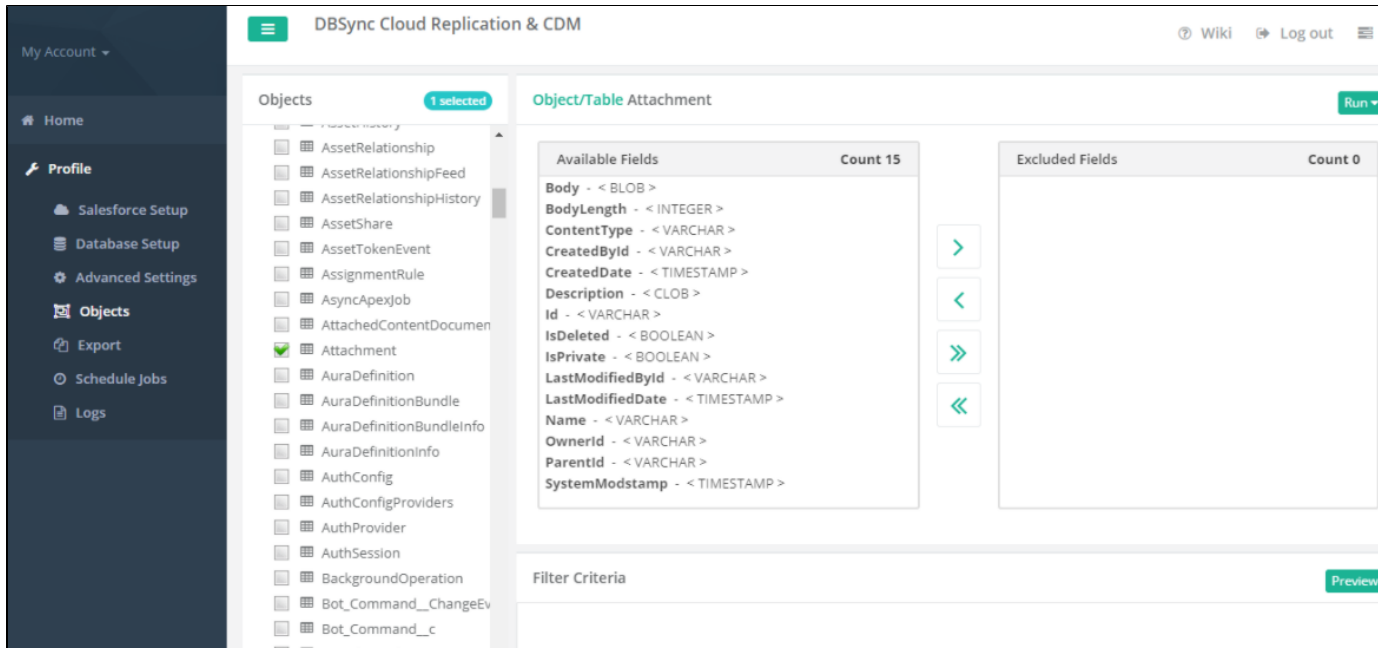 My Account
Home
Profile
Salesforce Setup
Database Setup
Advanced Settings
Objects
Export
Schedule Jobs
Logs
DBSync Cloud Replication & CDM
Wiki
Log out
Objects
1 selected
AssetHistory
AssetRelationship
AssetRelationshipFeed
AssetRelationshipHistory
AssetShare
AssetTokenEvent
AssignmentRule
AsyncApexJob
AttachedContentDocumen
Attachment
AuraDefinition
AuraDefinitionBundle
AuraDefinitionBundleInfo
AuraDefinitionInfo
AuthConfig
AuthConfigProviders
AuthProvider
AuthSession
BackgroundOperation
Bot_Command__ChangeEv
Bot_Command__c
Object/Table Attachment
Run
Available Fields Count 15
Body - < BLOB >
BodyLength - < INTEGER >
ContentType - < VARCHAR >
CreatedById - < VARCHAR >
CreatedDate - < TIMESTAMP >
Description - < CLOB >
Id - < VARCHAR >
IsDeleted - < BOOLEAN >
IsPrivate - < BOOLEAN >
LastModifiedById - < VARCHAR >
LastModifiedDate - < TIMESTAMP >
Name - < VARCHAR >
OwnerId - < VARCHAR >
ParentId - < VARCHAR >
SystemModstamp - < TIMESTAMP >
Excluded Fields Count 0
Filter Criteria
Preview